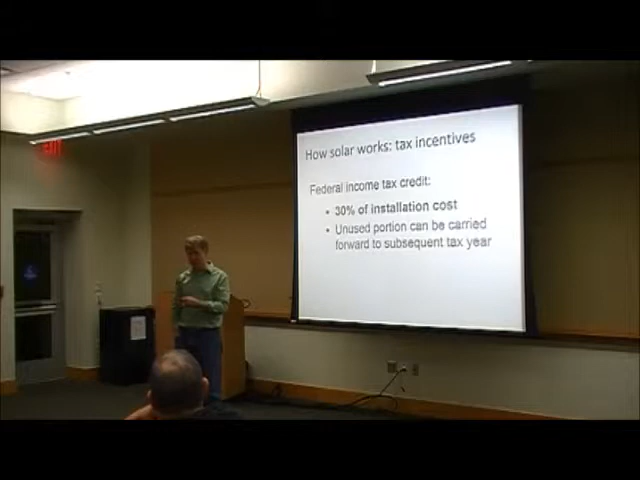 How solar works: tax incentives
Federal income tax credit:
• 30% of installation cost
• Unused portion can be carried
forward to subsequent tax year